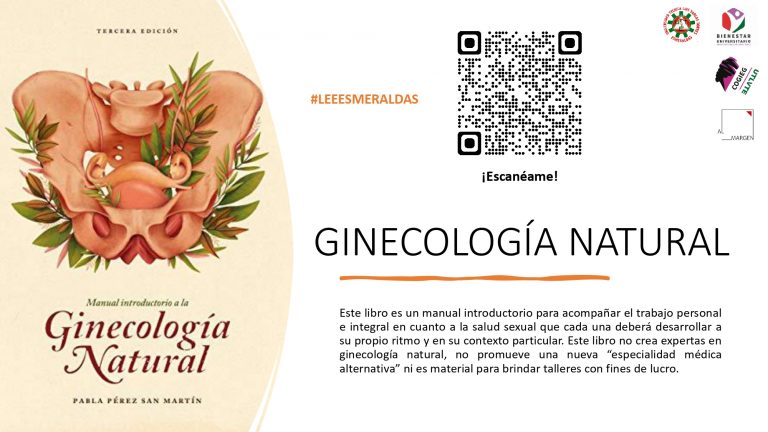 TERCERA EDICIÓN
Manual introductorio a la
Ginecología
Natural
PABLA PÉREZ SAN MARTÍN
#LEEESMERALDAS
¡Escanéame!
BIENESTAR
UNIVERSITARIO
COGIEG
UTLVTE
AL
MARGEN
GINECOLOGÍA NATURAL
Este libro es un manual introductorio para acompañar el trabajo personal
e integral en cuanto a la salud sexual que cada una deberá desarrollar a
su propio ritmo y en su contexto particular. Este libro no crea expertas en
ginecología natural, no promueve una nueva “especialidad médica
alternativa” ni es material para brindar talleres con fines de lucro.